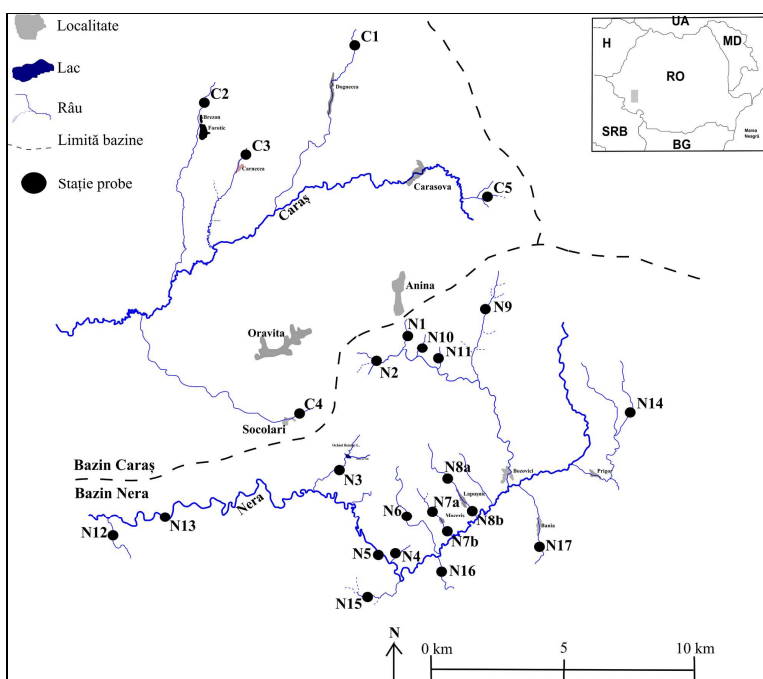 Localitate
Lac
Râu
Limită bazine
Stație probe
UA
H
MD
RO
SRB
BG
Marea
Neagră
C1
C2
Dognecea
C3
Carnecea
Carasova
C5
Caraș
Anina
N9
Oravita
N1
N10
N11
N2
N14
C4
Socolari
Bazin Caraș
Bazin Nera
N3
Nera
N8a
Bozovici
Prigor
Lapușnic
N7a
N6
Moceris
N8b
N12
N13
N7b
Bania
N17
N5
N4
N16
N15
N
0 km
5
10 km